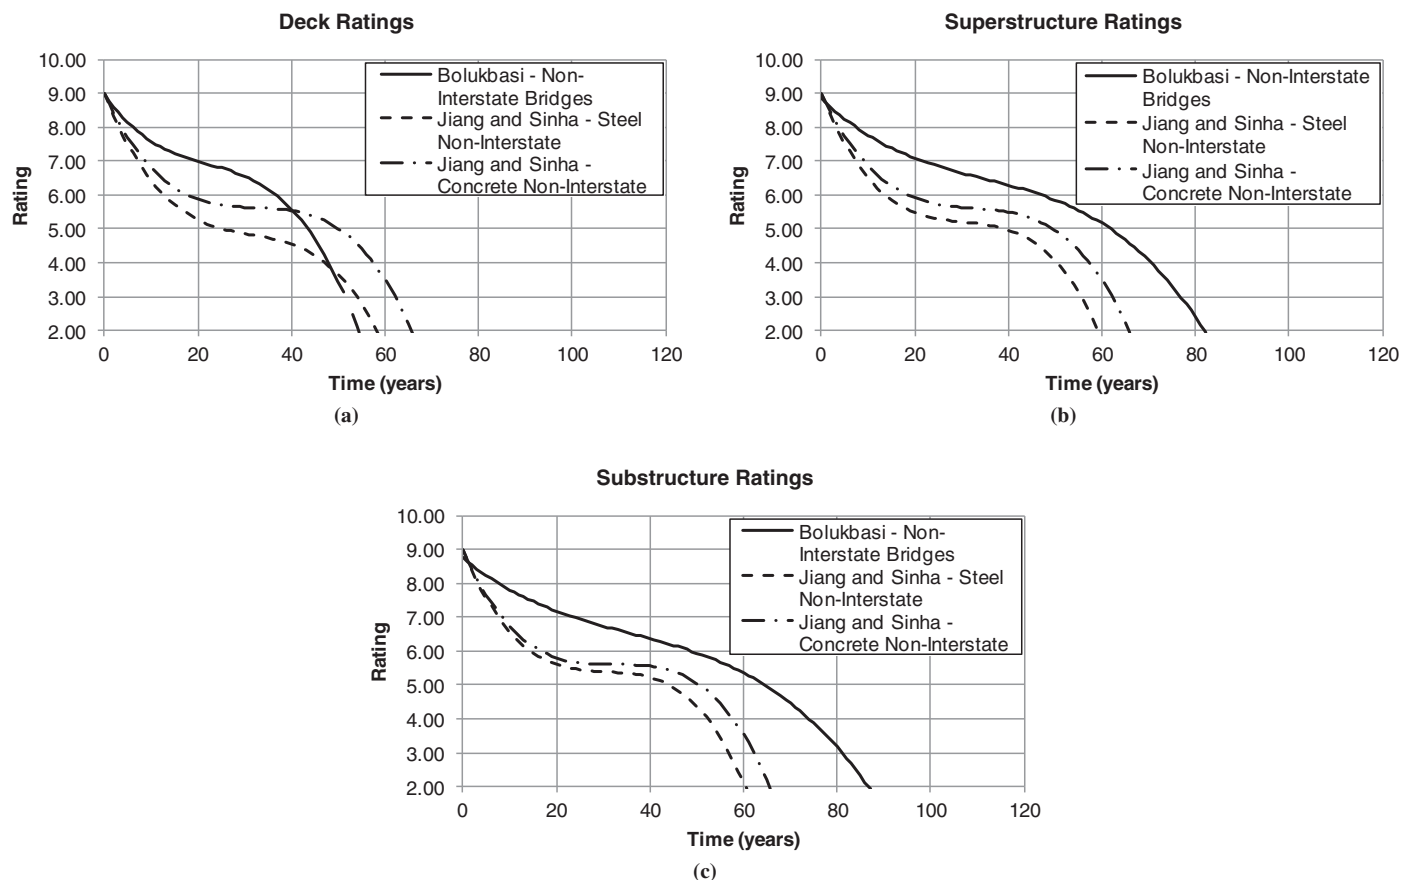 Deck Ratings
10.00
9.00
8.00
7.00
6.00
5.00
4.00
3.00
2.00
Rating
0 20 40 60 80 100 120
Time (years)
Bolukbasi - Non-
Interstate Bridges
Jiang and Sinha - Steel
Non-Interstate
Jiang and Sinha -
Concrete Non-Interstate
(a)
Superstructure Ratings
10.00
9.00
8.00
7.00
6.00
5.00
4.00
3.00
2.00
Rating
0 20 40 60 80 100 120
Time (years)
Bolukbasi - Non-Interstate
Bridges
Jiang and Sinha - Steel
Non-Interstate
Jiang and Sinha -
Concrete Non-Interstate
(b)
Substructure Ratings
10.00
9.00
8.00
7.00
6.00
5.00
4.00
3.00
2.00
Rating
0 20 40 60 80 100 120
Time (years)
Bolukbasi - Non-
Interstate Bridges
Jiang and Sinha - Steel
Non-Interstate
Jiang and Sinha -
Concrete Non-Interstate
(c)